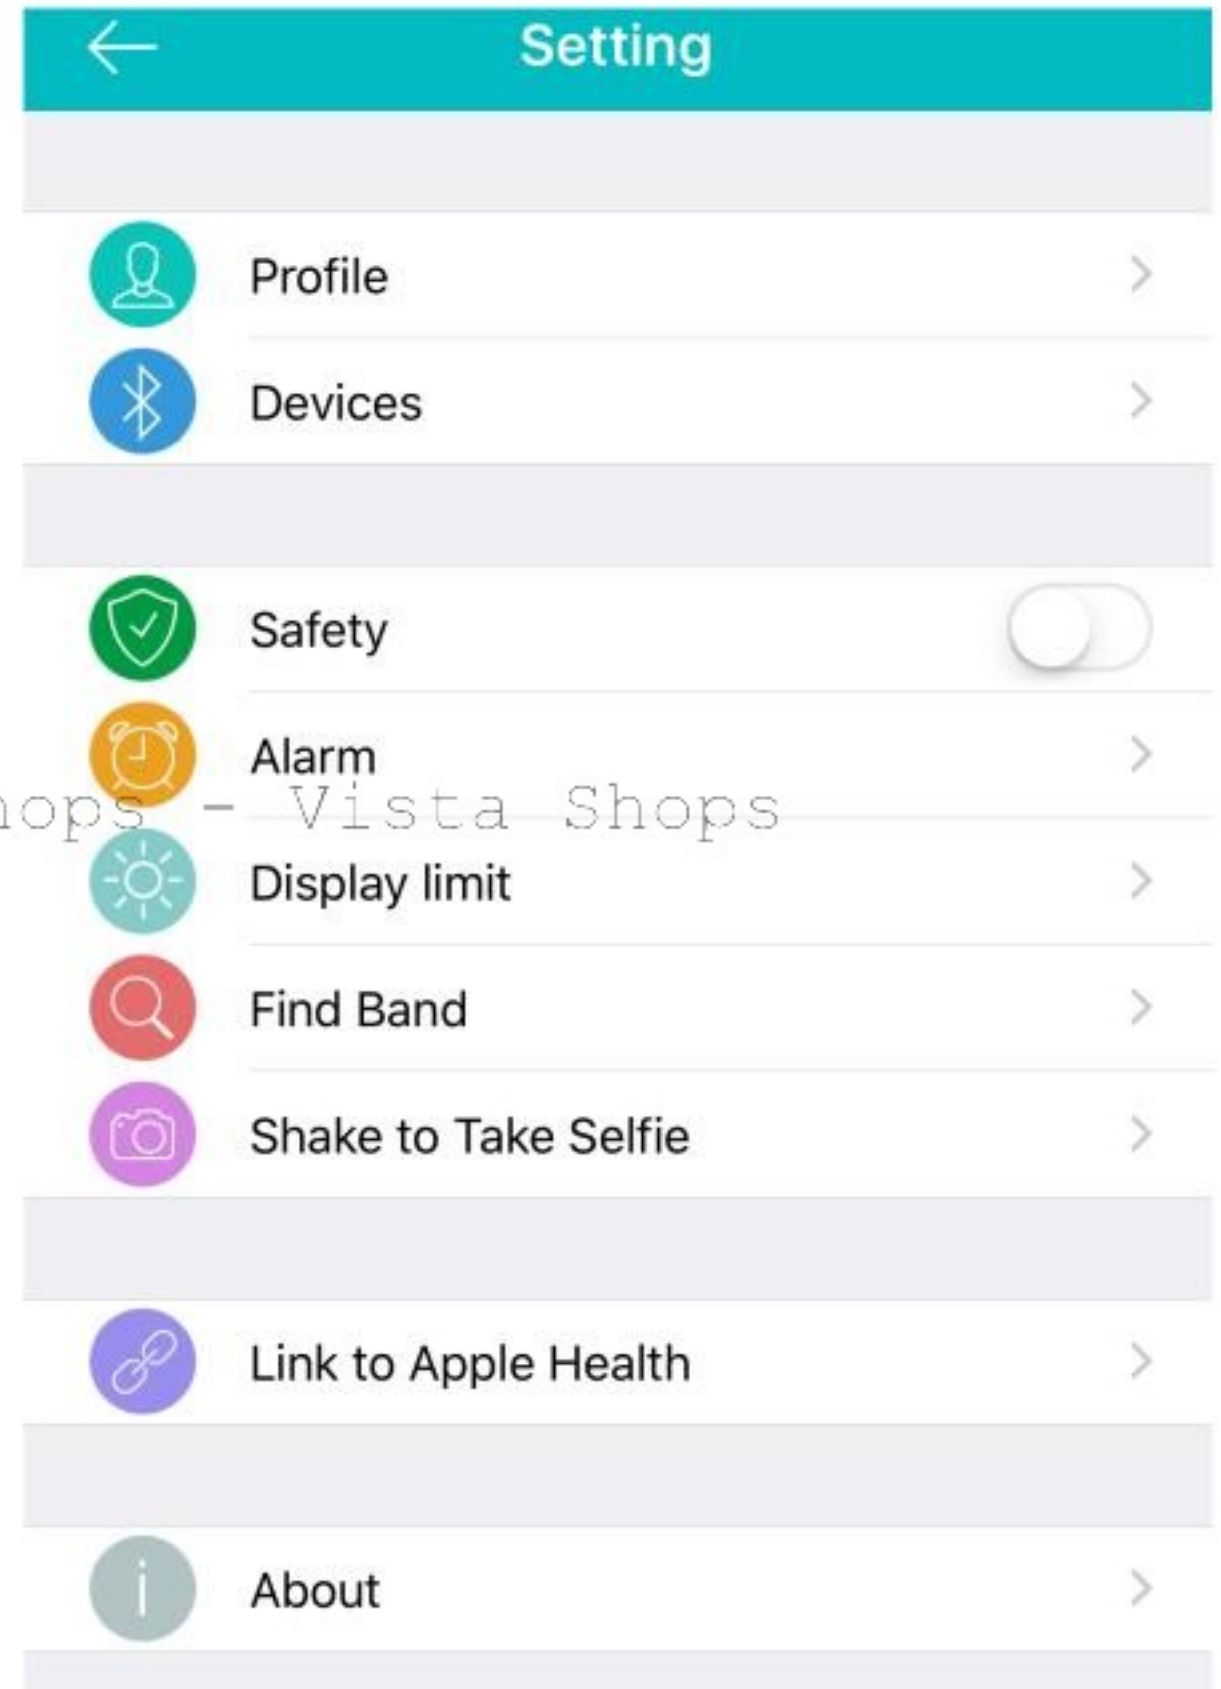 Setting
Profile
Devices
Safety
Alarm
hops - Vista Shops
Display limit
Find Band
Shake to Take Selfie
Link to Apple Health
i About